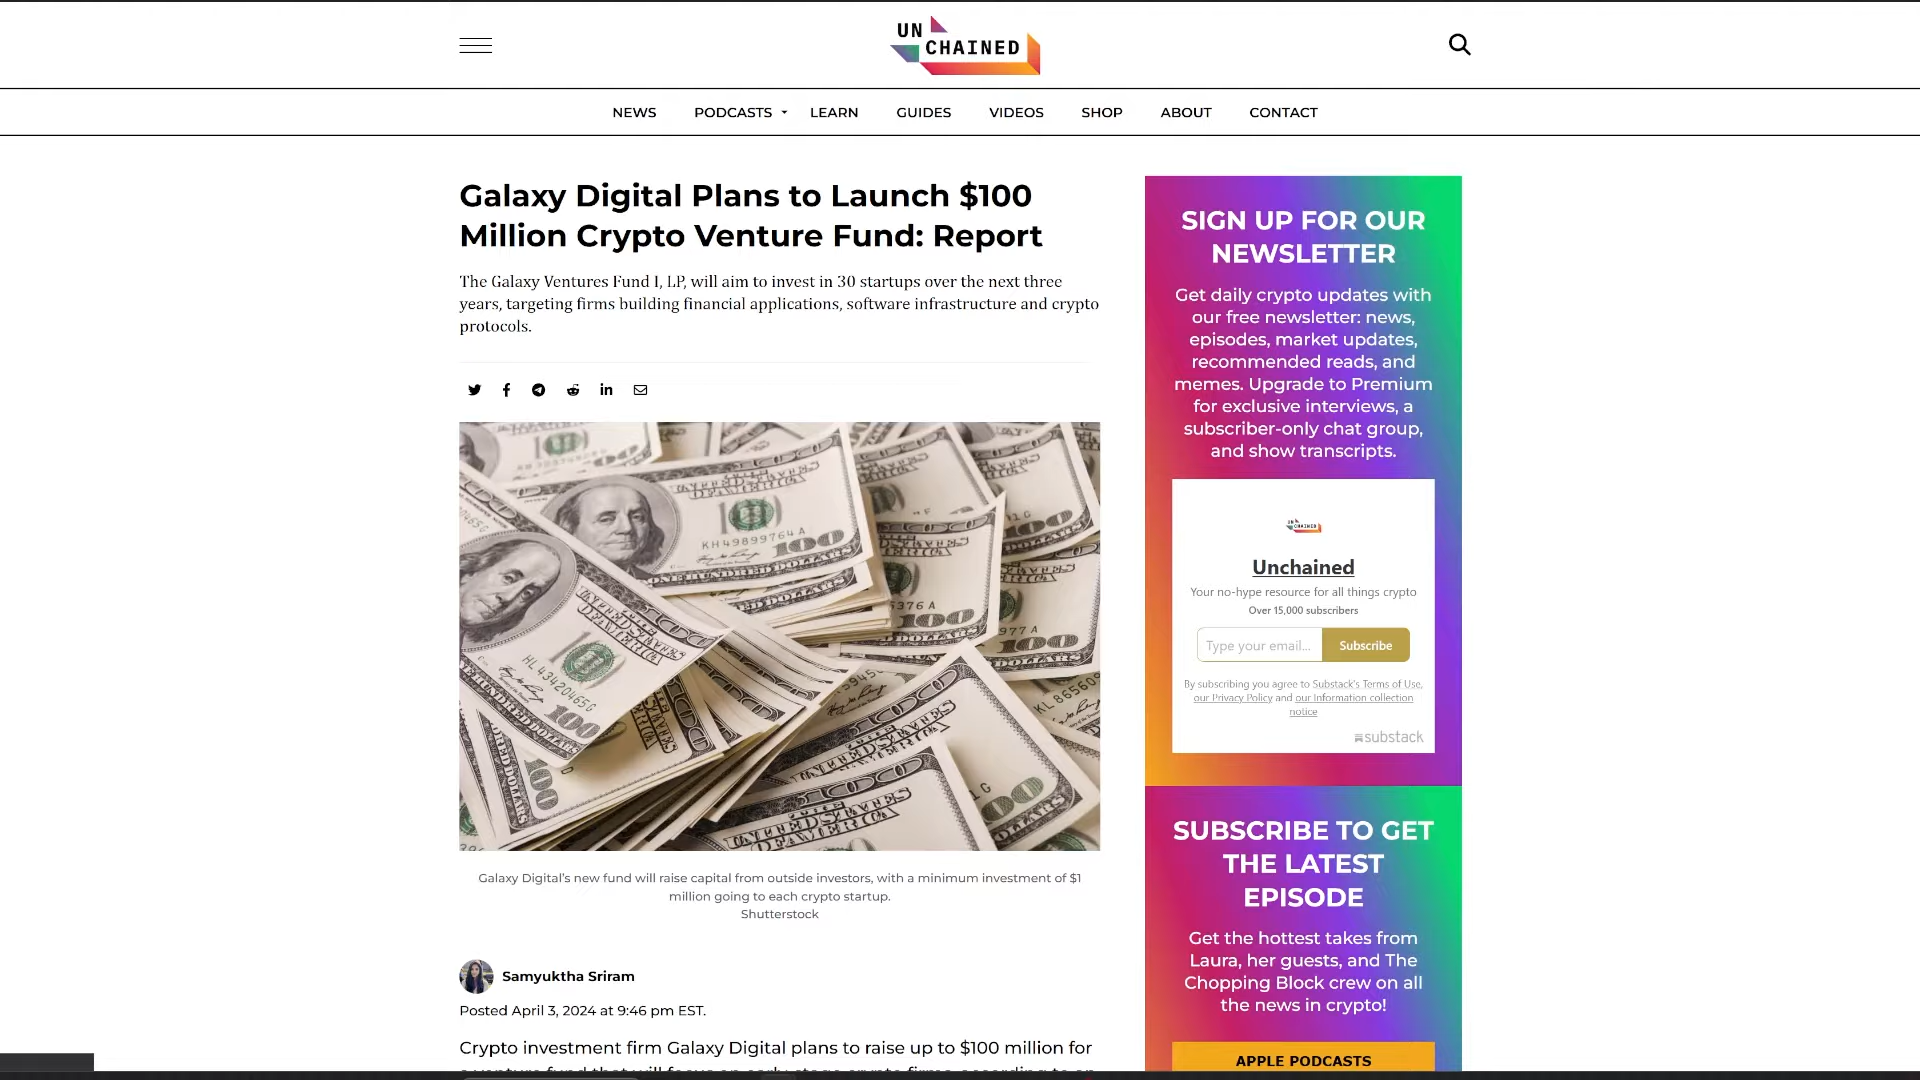 UN
CHAINED
NEWS PODCASTS LEARN GUIDES VIDEOS SHOP ABOUT CONTACT
Galaxy Digital Plans to Launch $100
Million Crypto Venture Fund: Report
The Galaxy Ventures Fund I, LP, will aim to invest in 30 startups over the next three
years, targeting firms building financial applications, software infrastructure and crypto
protocols.
KH49899764A
HL43420465G
100
ONE HUNDRED DOLLARS
Galaxy Digital's new fund will raise capital from outside investors, with a minimum investment of $1
million going to each crypto startup.
Shutterstock
Samyuktha Sriram
Posted April 3, 2024 at 9:46 pm EST.
Crypto investment firm Galaxy Digital plans to raise up to $100 million for
SIGN UP FOR OUR
NEWSLETTER
Get daily crypto updates with
our free newsletter: news,
episodes, market updates,
recommended reads, and
memes. Upgrade to Premium
for exclusive interviews, a
subscriber-only chat group,
and show transcripts.
UN
CHAINED
Unchained
Your no-hype resource for all things crypto
Over 15,000 subscribers
Type your email... Subscribe
By subscribing you agree to Substack's Terms of Use,
our Privacy Policy and our Information collection
notice
substack
SUBSCRIBE TO GET
THE LATEST
EPISODE
Get the hottest takes from
Laura, her guests, and The
Chopping Block crew on all
the news in crypto!
APPLE PODCASTS